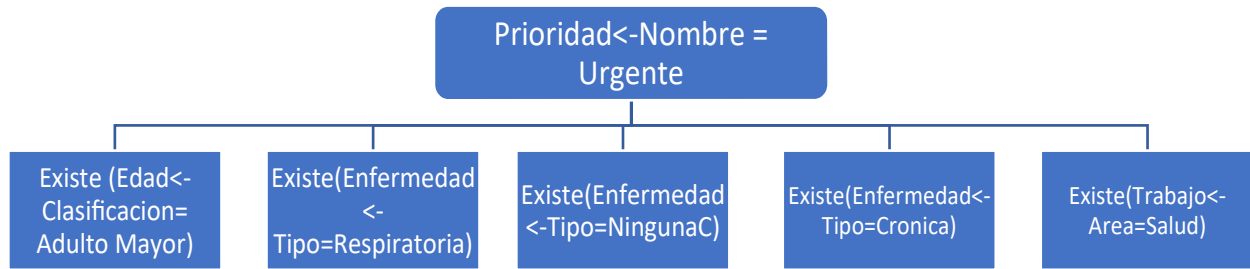 Prioridad<-Nombre =
Urgente
Existe (Edad<-
Clasificacion=
Adulto Mayor)
Existe(Enfermedad
<-
Tipo=Respiratoria)
Existe(Enfermedad
<-Tipo=NingunaC)
Existe(Enfermedad<-
Tipo=Cronica)
Existe(Trabajo<-
Area=Salud)